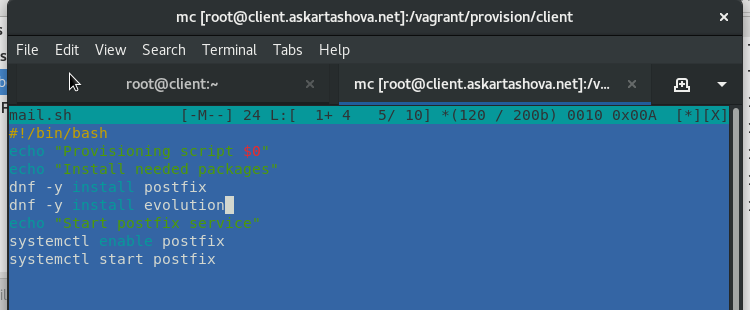 mc [root@client.askartashova.net]:/vagrant/provision/client
File Edit View Search Terminal Tabs Help
root@client:~ × mc [root@client.askartashova.net]:/v... ×
mail.sh [-M--] 24 L:[ 1+ 4 5/ 10] *(120 / 200b) 0010 0x00A [*][X]
#!/bin/bash
echo "Provisioning script $0"
echo "Install needed packages"
dnf -y install postfix
dnf -y install evolution
echo "Start postfix service"
systemctl enable postfix
systemctl start postfix